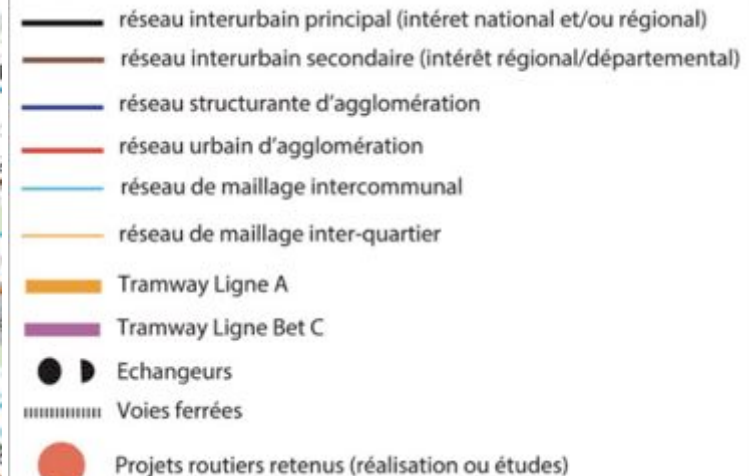 réseau interurbain principal (intéret national et/ou régional)
réseau interurbain secondaire (intérêt régional/départemental)
réseau structurante d'agglomération
réseau urbain d'agglomération
réseau de maillage intercommunal
réseau de maillage inter-quartier
Tramway Ligne A
Tramway Ligne Bet C
Echangeurs
Voies ferrées
Projets routiers retenus (réalisation ou études)